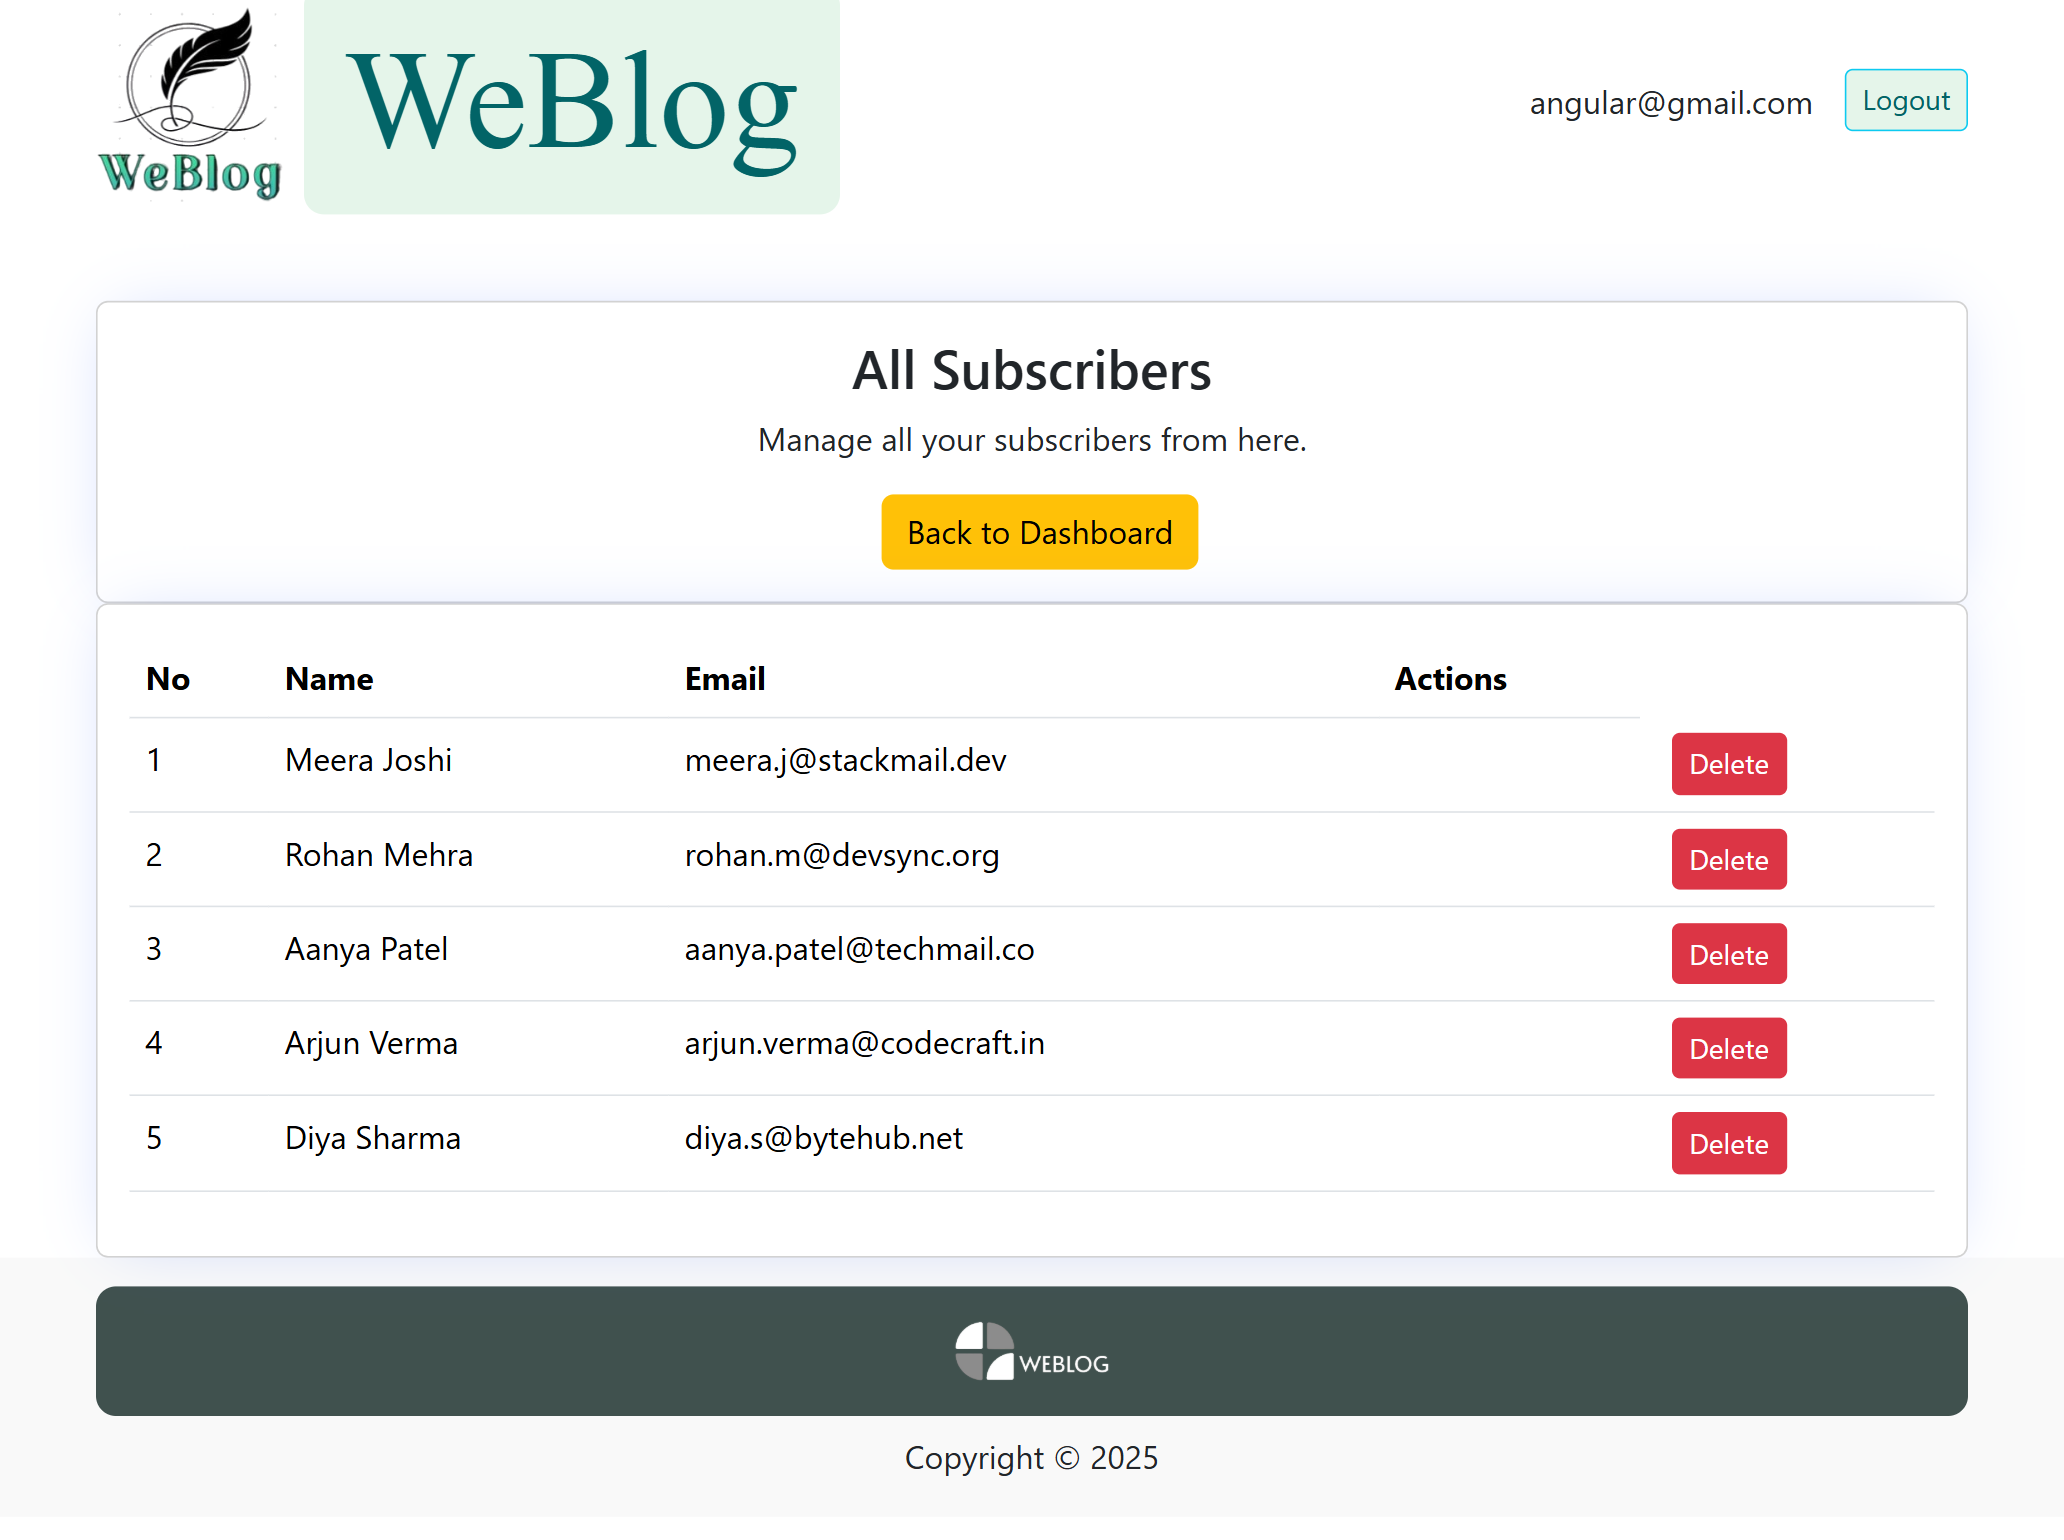 WeBlog
WeBlog
angular@gmail.com Logout
All Subscribers
Manage all your subscribers from here.
Back to Dashboard
No Name Email Actions
1 Meera Joshi meera.j@stackmail.dev Delete
2 Rohan Mehra rohan.m@devsync.org Delete
3 Aanya Patel aanya.patel@techmail.co Delete
4 Arjun Verma arjun.verma@codecraft.in Delete
5 Diya Sharma diya.s@bytehub.net Delete
WEBLOG
Copyright © 2025